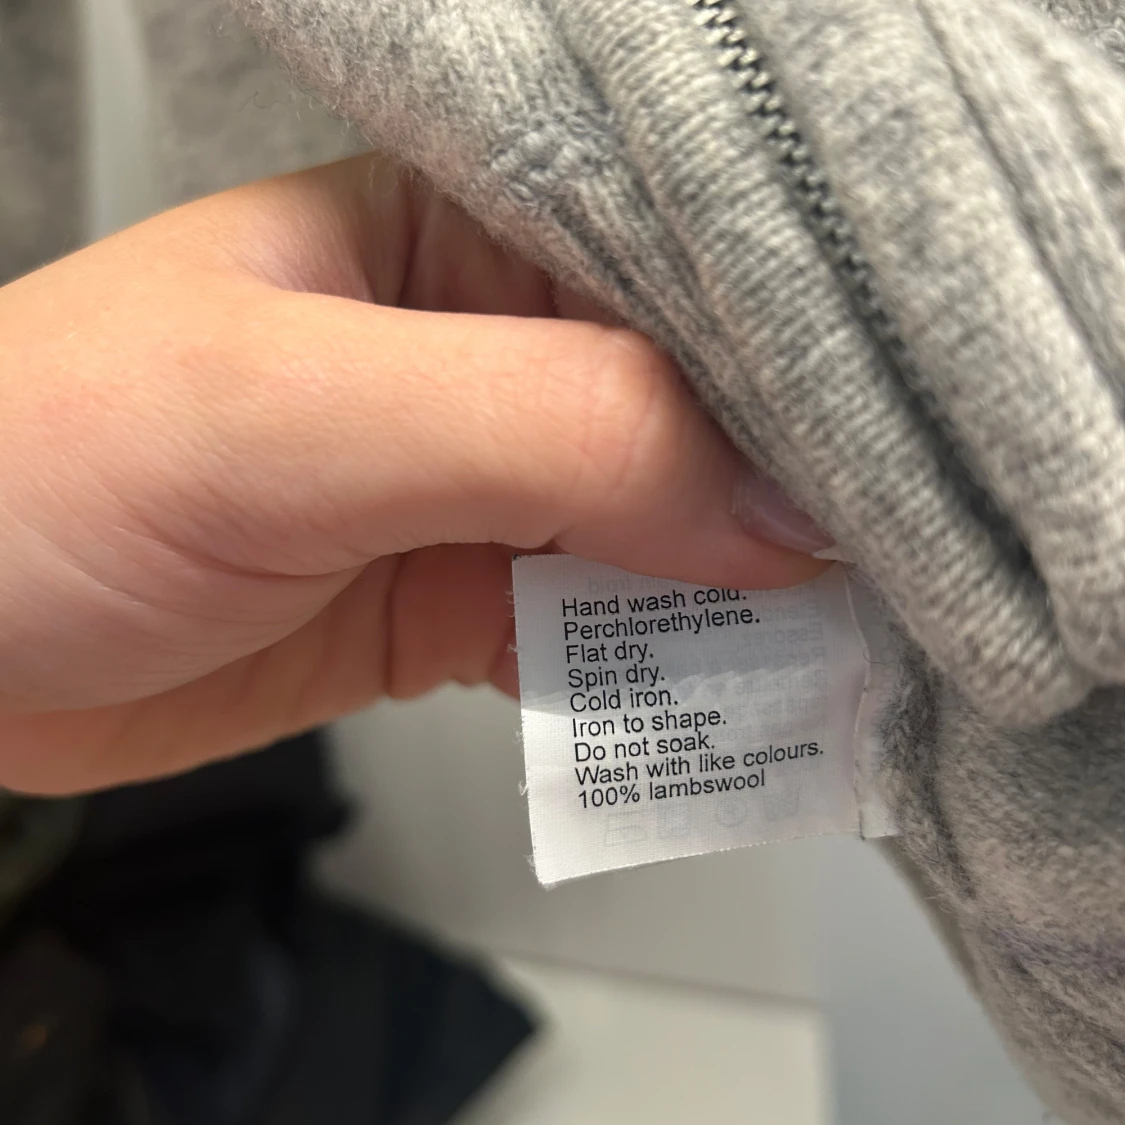 Hand wash cold.
Perchlorethylene.
Flat dry.
Spin dry.
Cold iron.
Iron to shape.
Do not soak.
Wash with like colours.
100% lambswool